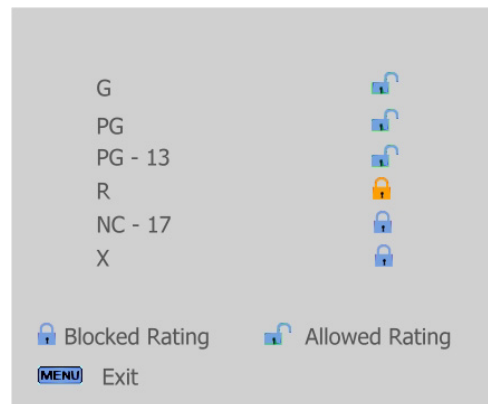 G
PG
PG - 13
R
NC - 17
X
Blocked Rating Allowed Rating
MENU Exit